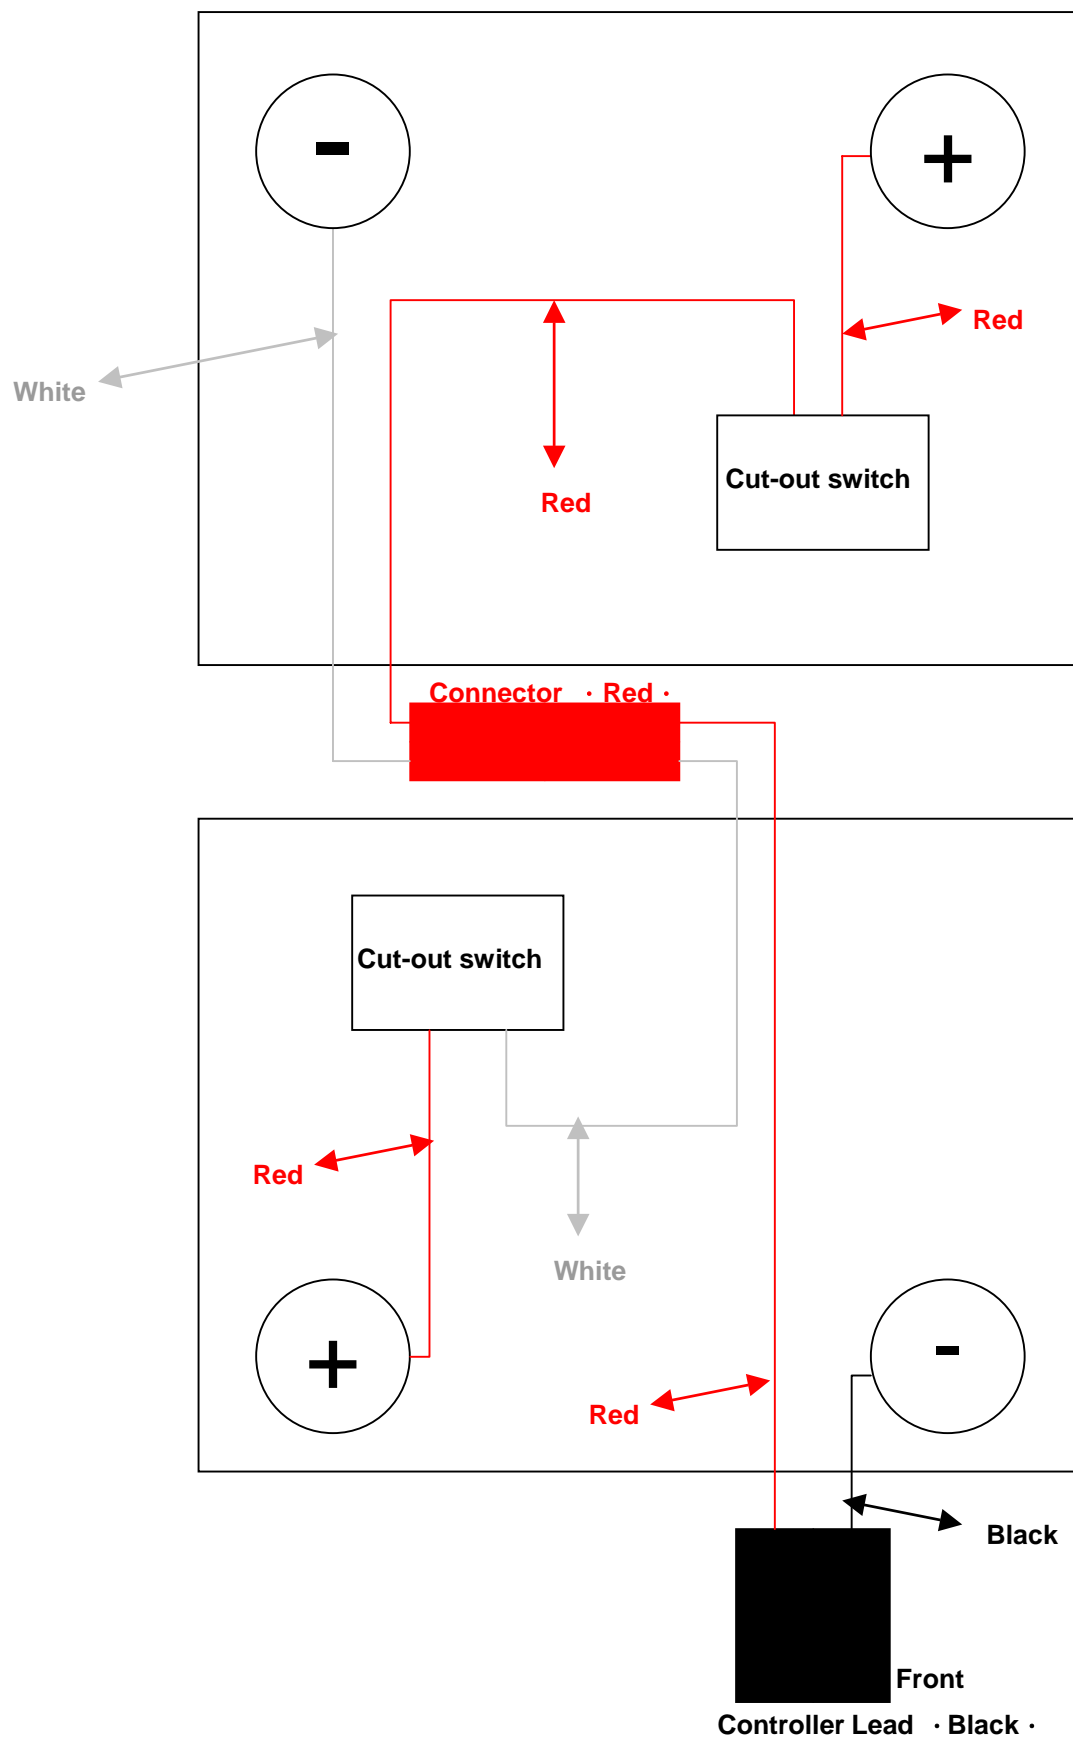 -
+
Red
White
Cut-out switch
Red
Connector · Red ·
Cut-out switch
Red
White
+
-
Red
Black
Front
Controller Lead · Black ·